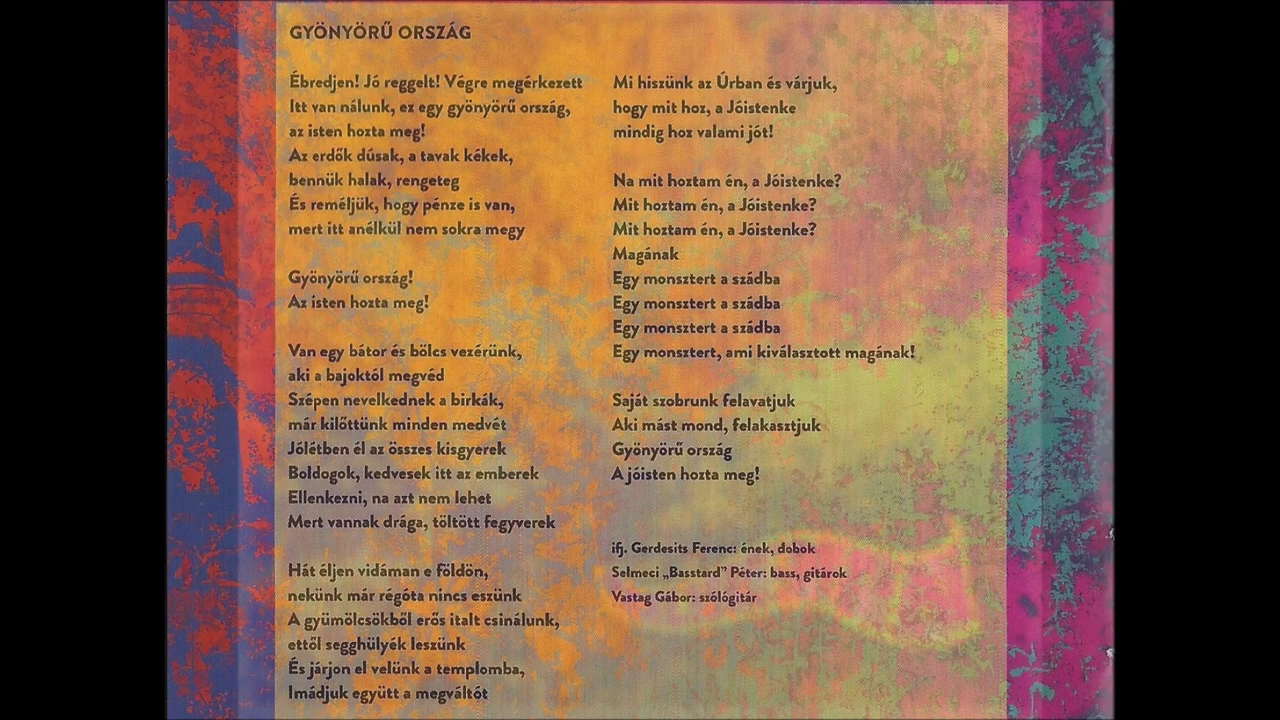 GYÖNYÖRŰ ORSZÁG
Ébredjen! Jó reggelt! Végre megérkezett
Itt van nálunk, ez egy gyönyörű ország,
az isten hozta meg!
Az erdők dúsak, a tavak kékek,
bennük halak, rengeteg
És reméljük, hogy pénze is van,
mert itt anélkül nem sokra megy
Gyönyörű ország!
Az isten hozta meg!
Van egy bátor és bölcs vezérünk,
aki a bajoktól megvéd
Szépen nevelkednek a birkák,
már kilőttünk minden medvét
Jólétben él az összes kisgyerek
Boldogok, kedvesek itt az emberek
Ellenkezni, na azt nem lehet
Mert vannak drága, töltött fegyverek
Hát éljen vidáman e földön,
nekünk már régóta nincs eszünk
A gyümölcsökből erős italt csinálunk,
ettől segghülyék leszünk
És járjon el velünk a templomba,
Imádjuk együtt a megváltót
Mi hiszünk az Úrban és várjuk,
hogy mit hoz, a Jóistenke
mindig hoz valami jót!
Na mit hoztam én, a Jóistenke?
Mit hoztam én, a Jóistenke?
Mit hoztam én, a Jóistenke?
Magának
Egy monsztert a szádba
Egy monsztert a szádba
Egy monsztert a szádba
Egy monsztert, ami kiválasztott magának!
Saját szobrunk felavatjuk
Aki mást mond, felakasztjuk
Gyönyörű ország
A jóisten hozta meg!
ifj. Gerdesits Ferenc: ének, dobok
Selmeci „Basstard” Péter: bass, gitárok
Vastag Gábor: szólógitár